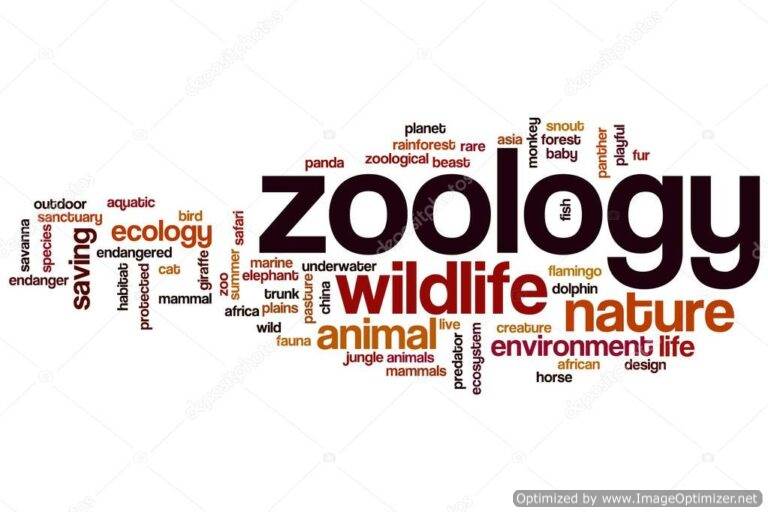 planet
snout
monkey
asia
forest
playful
rainforest
rare
baby
panther
fur
panda
zoological
beast
zoology
fish
outdoor
aquatic
sanctuary
bird
savanna
species
saving
ecology
safari
endangered
endanger
habitat
protected
cat
giraffe
mammal
zoo
summer
marine
underwater
elephant
pasture
china
trunk
africa
plains
wildlife
flamingo
dolphin
nature
wild
fauna
animal
live
creature
environment
life
jungle
animals
mammals
predator
ecosystem
african
design
horse
depositphotos
Optimized by www.ImageOptimizer.net